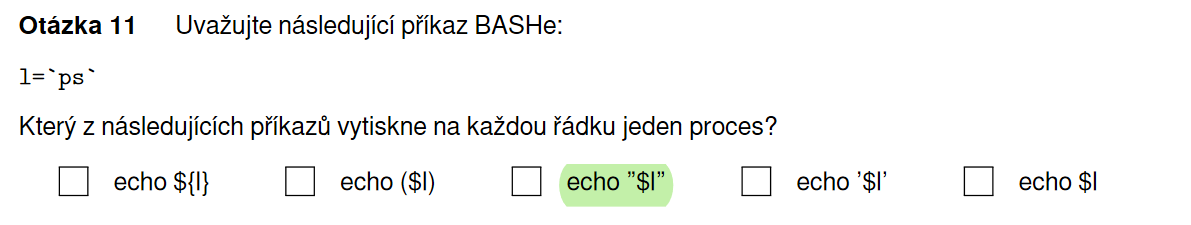 Otázka 11 Uvažujte následující příkaz BASHe:
l=`ps`
Který z následujících příkazů vytiskne na každou řádku jeden proces?
echo ${l} echo ($l) echo ”$l” echo ’$l’ echo $l